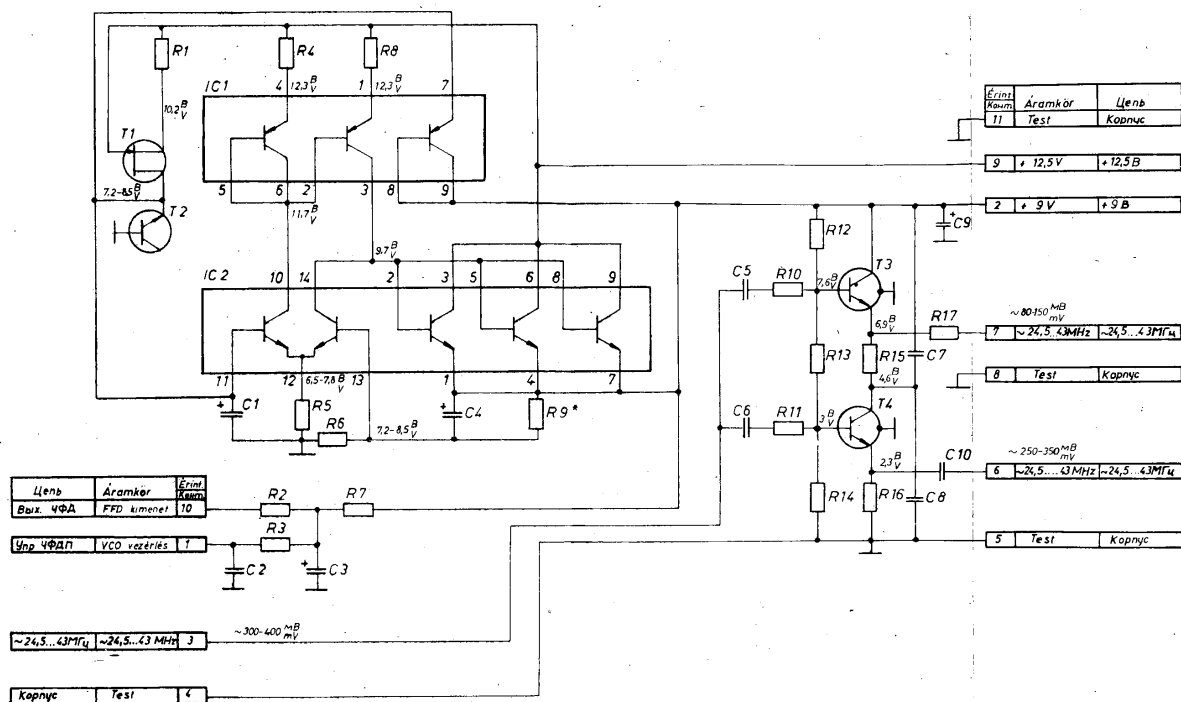 R1
R4
R8
IC1
4
12,3 В/V
1
12,3 В/V
7
10,2 В/V
T1
7,2-8,5 В/V
T2
5
6
2
3
8
9
11,7 В/V
9,7 В/V
IC2
10
14
2
3
5
6
8
9
11
12
6,5-7,8 В/V
13
1
4
7
C1
R5
R6
7,2-8,5 В/V
C4
R9*
Érint. Конт.
Áramkör
Цепь
11
Test
Корпус
9
+ 12,5 V
+ 12,5 В
2
+ 9 V
+ 9 В
C9
R12
C5
R10
7,6 В/V
T3
6,9 В/V
R17
~80-150 мВ/mV
7
~24,5...43MHz
~24,5...43МГц
R13
R15
C7
4,6 В/V
8
Test
Корпус
C6
R11
3 В/V
T4
2,3 В/V
C10
~250-350 мВ/mV
6
~24,5...43MHz
~24,5...43МГц
R14
R16
C8
5
Test
Корпус
Цепь
Áramkör
Érint. Конт.
Вых. ЧФД
FFD kimenet
10
R2
R7
Упр ЧФДП
VCO vezérlés
1
R3
C2
C3
~24,5...43МГц
~24,5...43 MHz
3
~300-400 мВ/mV
Корпус
Test
4